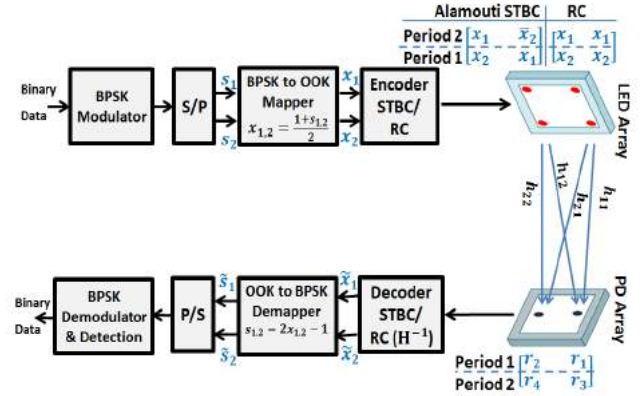 Alamouti STBC RC
Period 2 [x₁ x̄₂] [x₁ x₁]
Period 1 [x₂ x₁] [x₂ x₂]
Binary
Data
BPSK
Modulator
S/P
s₁
s₂
BPSK to OOK
Mapper
x₁,₂ = (1+s₁,₂)/2
x₁
x₂
Encoder
STBC/
RC
LED Array
h₂₂
h₁₂
h₂₁
h₁₁
Binary
Data
BPSK
Demodulator
& Detection
P/S
s̃₁
s̃₂
OOK to BPSK
Demapper
s₁.₂ = 2x₁.₂ − 1
x̃₁
x̃₂
Decoder
STBC/
RC (H⁻¹)
PD Array
Period 1 [r₂ r₁]
Period 2 [r₄ r₃]